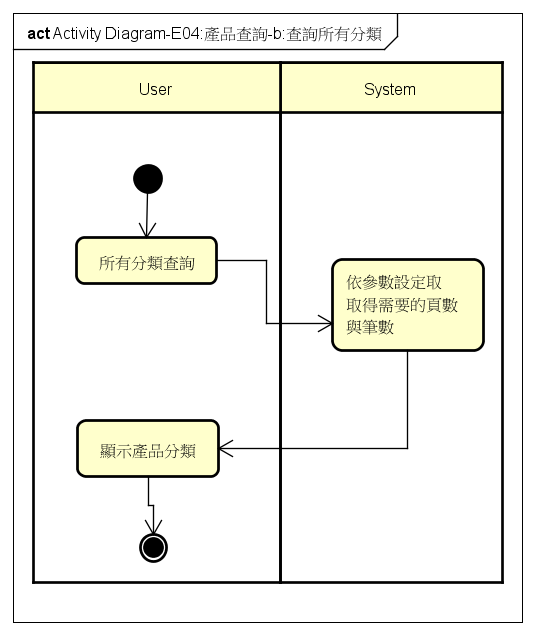 act Activity Diagram-E04:產品查詢-b:查詢所有分類
User
System
所有分類查詢
依參數設定取
取得需要的頁數
與筆數
顯示產品分類